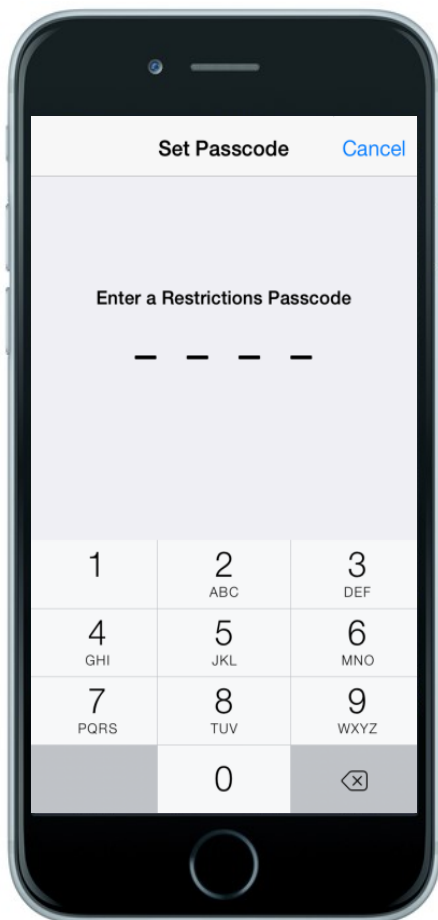 Set Passcode Cancel
Enter a Restrictions Passcode
1 2 3
ABC DEF
4 5 6
GHI JKL MNO
7 8 9
PQRS TUV WXYZ
0